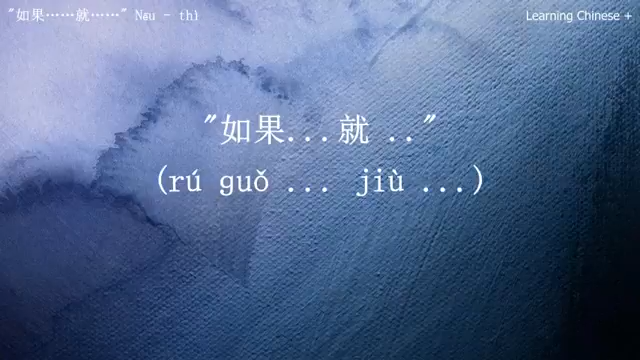 "如果……就……" Nếu - thì
Learning Chinese +
"如果...就 .."
(rú guǒ ... jiù ...)